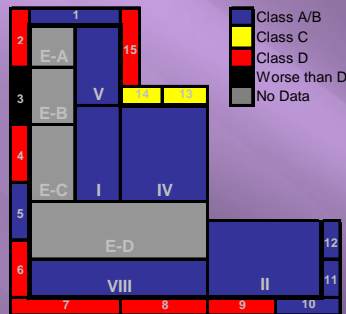 1
Class A/B
2
Class C
15
E-A
Class D
3
Worse than D
V
14
13
No Data
E-B
4
E-C
I
IV
5
E-D
12
6
VIII
II
11
7
8
9
10